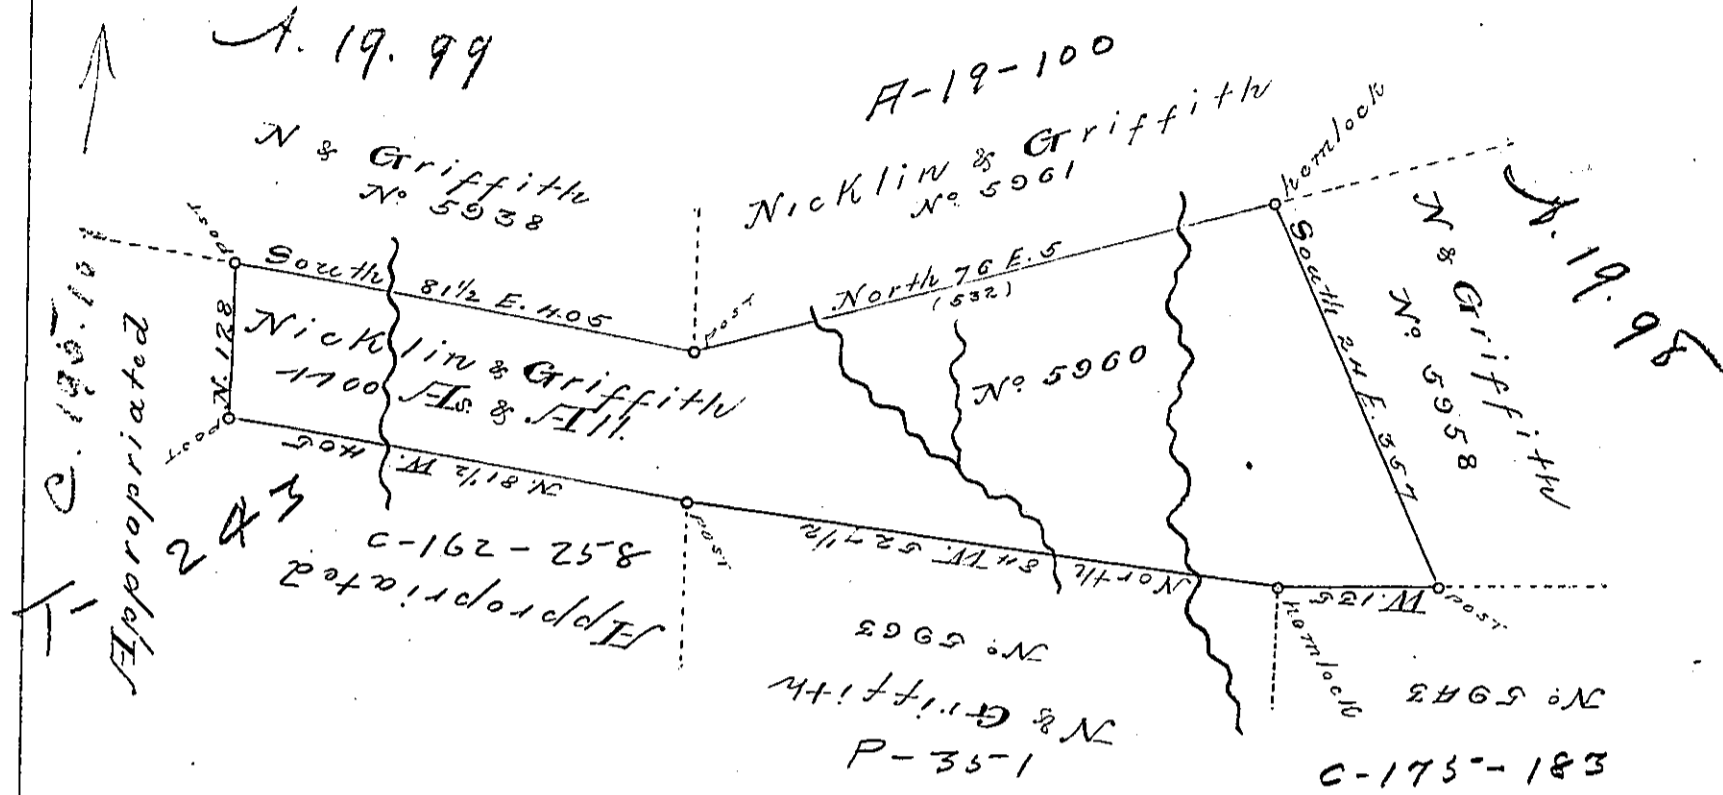 A. 19. 99
A-19-100
N & Griffith
No 5938
Nicklin & Griffith
No 5961
hemlock
A. 19. 98
N & Griffith
No 5958
post
South 81½ E. 405
post
North 76 E. 5
(532)
South 24 E. 357
N. 128
Nicklin & Griffith
1100 As & All.
No 5960
post
N. 81½ W. 405
post
North 84 W. 527½
hemlock
W. 135
post
Appropriated
243
C-291-258
Appropriated
No 5963
N & Griffith
P-35-1
No 5943
C-175-183